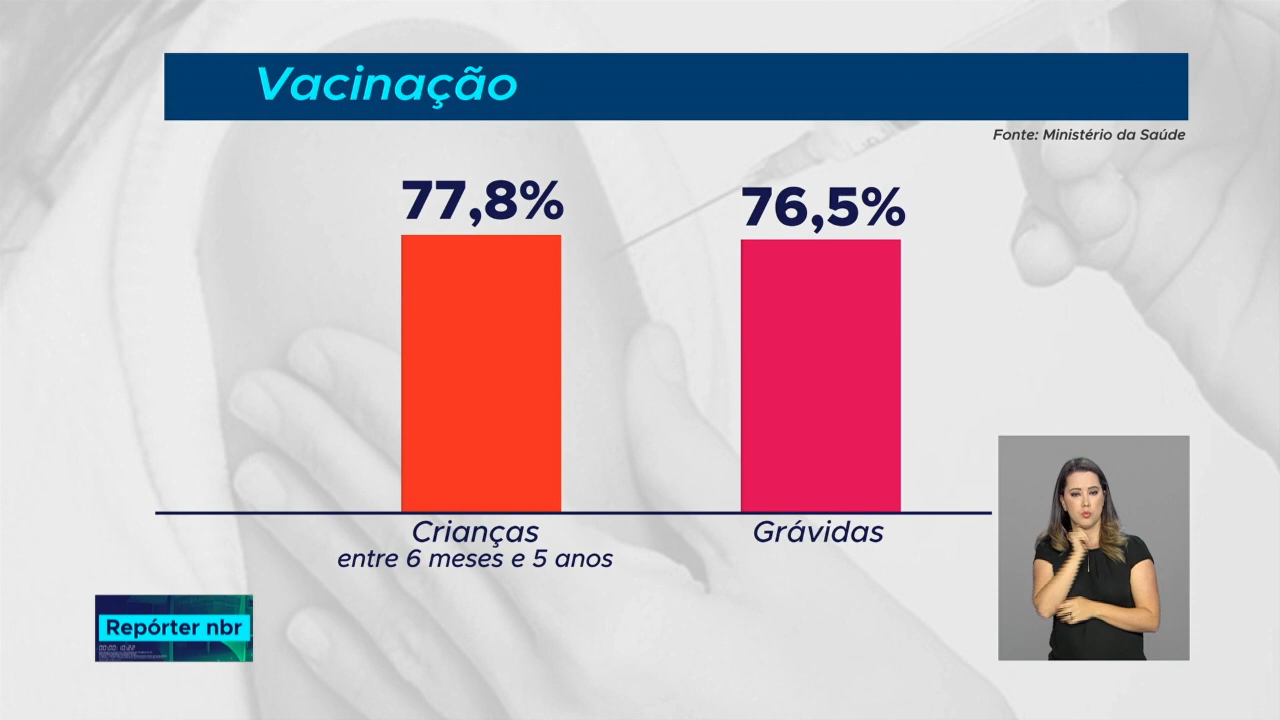 Vacinação
Fonte: Ministério da Saúde
77,8%
76,5%
Crianças
entre 6 meses e 5 anos
Grávidas
Repórter nbr